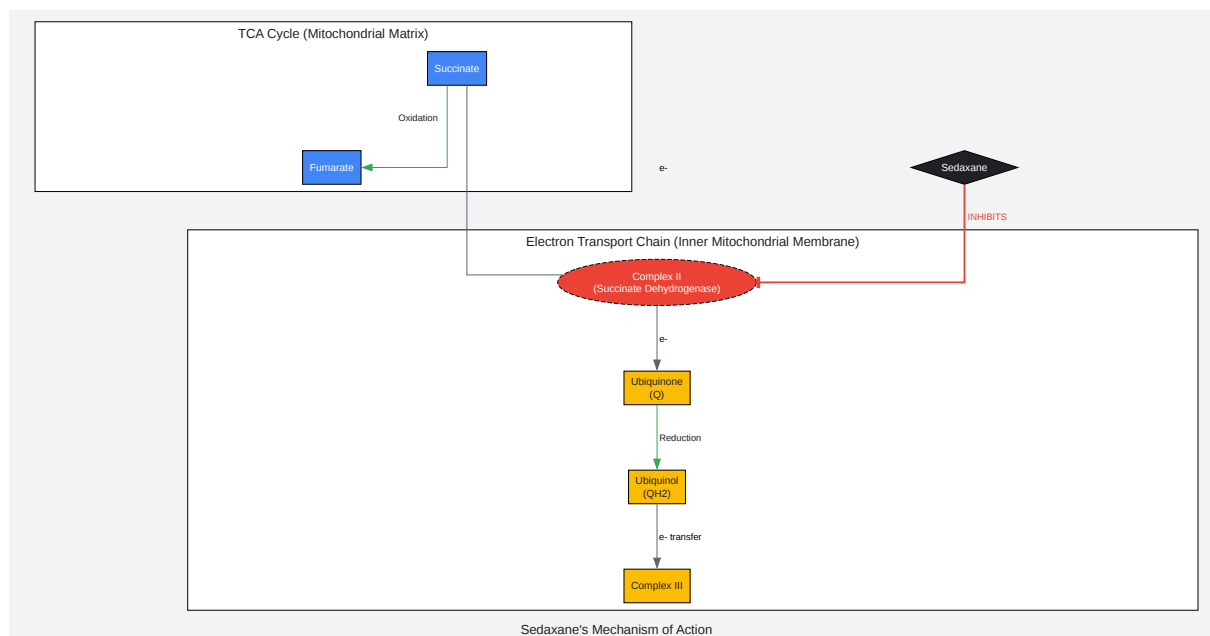 TCA Cycle (Mitochondrial Matrix)
Succinate
Oxidation
Fumarate
e-
Sedaxane
INHIBITS
Electron Transport Chain (Inner Mitochondrial Membrane)
Complex II
(Succinate Dehydrogenase)
e-
Ubiquinone
(Q)
Reduction
Ubiquinol
(QH2)
e- transfer
Complex III
Sedaxane's Mechanism of Action